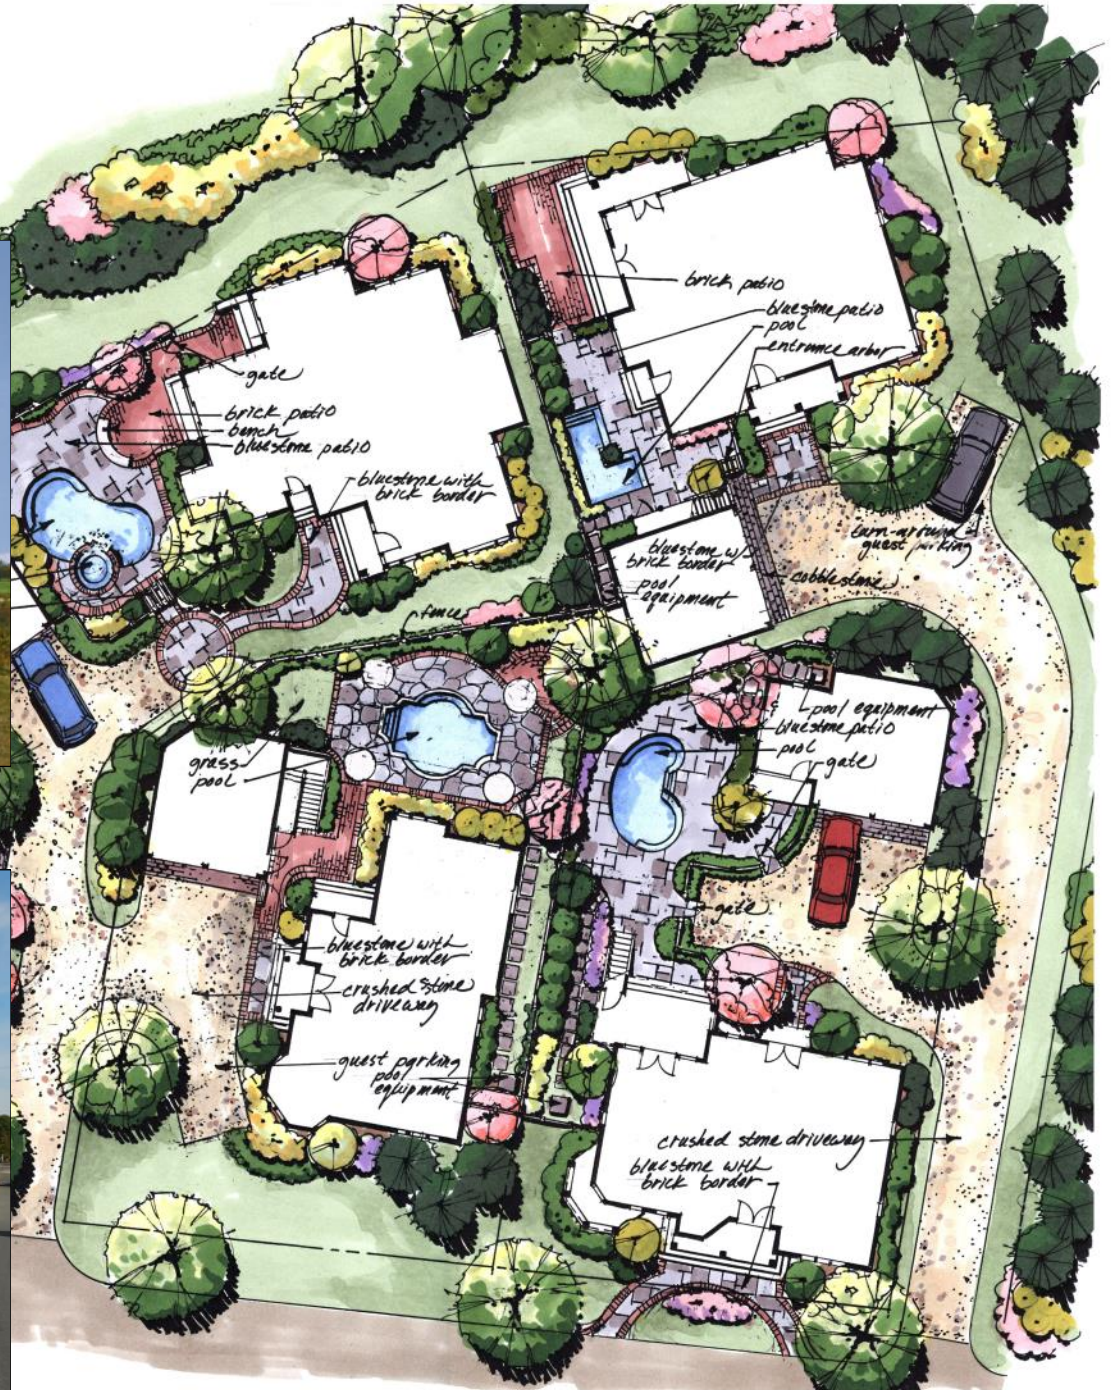 brick patio
bluestone patio
pool
entrance arbor
gate
brick patio
bench
bluestone patio
bluestone with
brick border
turn-around
guest parking
bluestone w/
brick border
pool
equipment
cobblestone
fence
pool equipment
bluestone patio
pool
gate
grass
pool
gate
bluestone with
brick border
crushed stone
driveway
guest parking
pool
equipment
crushed stone driveway
bluestone with
brick border